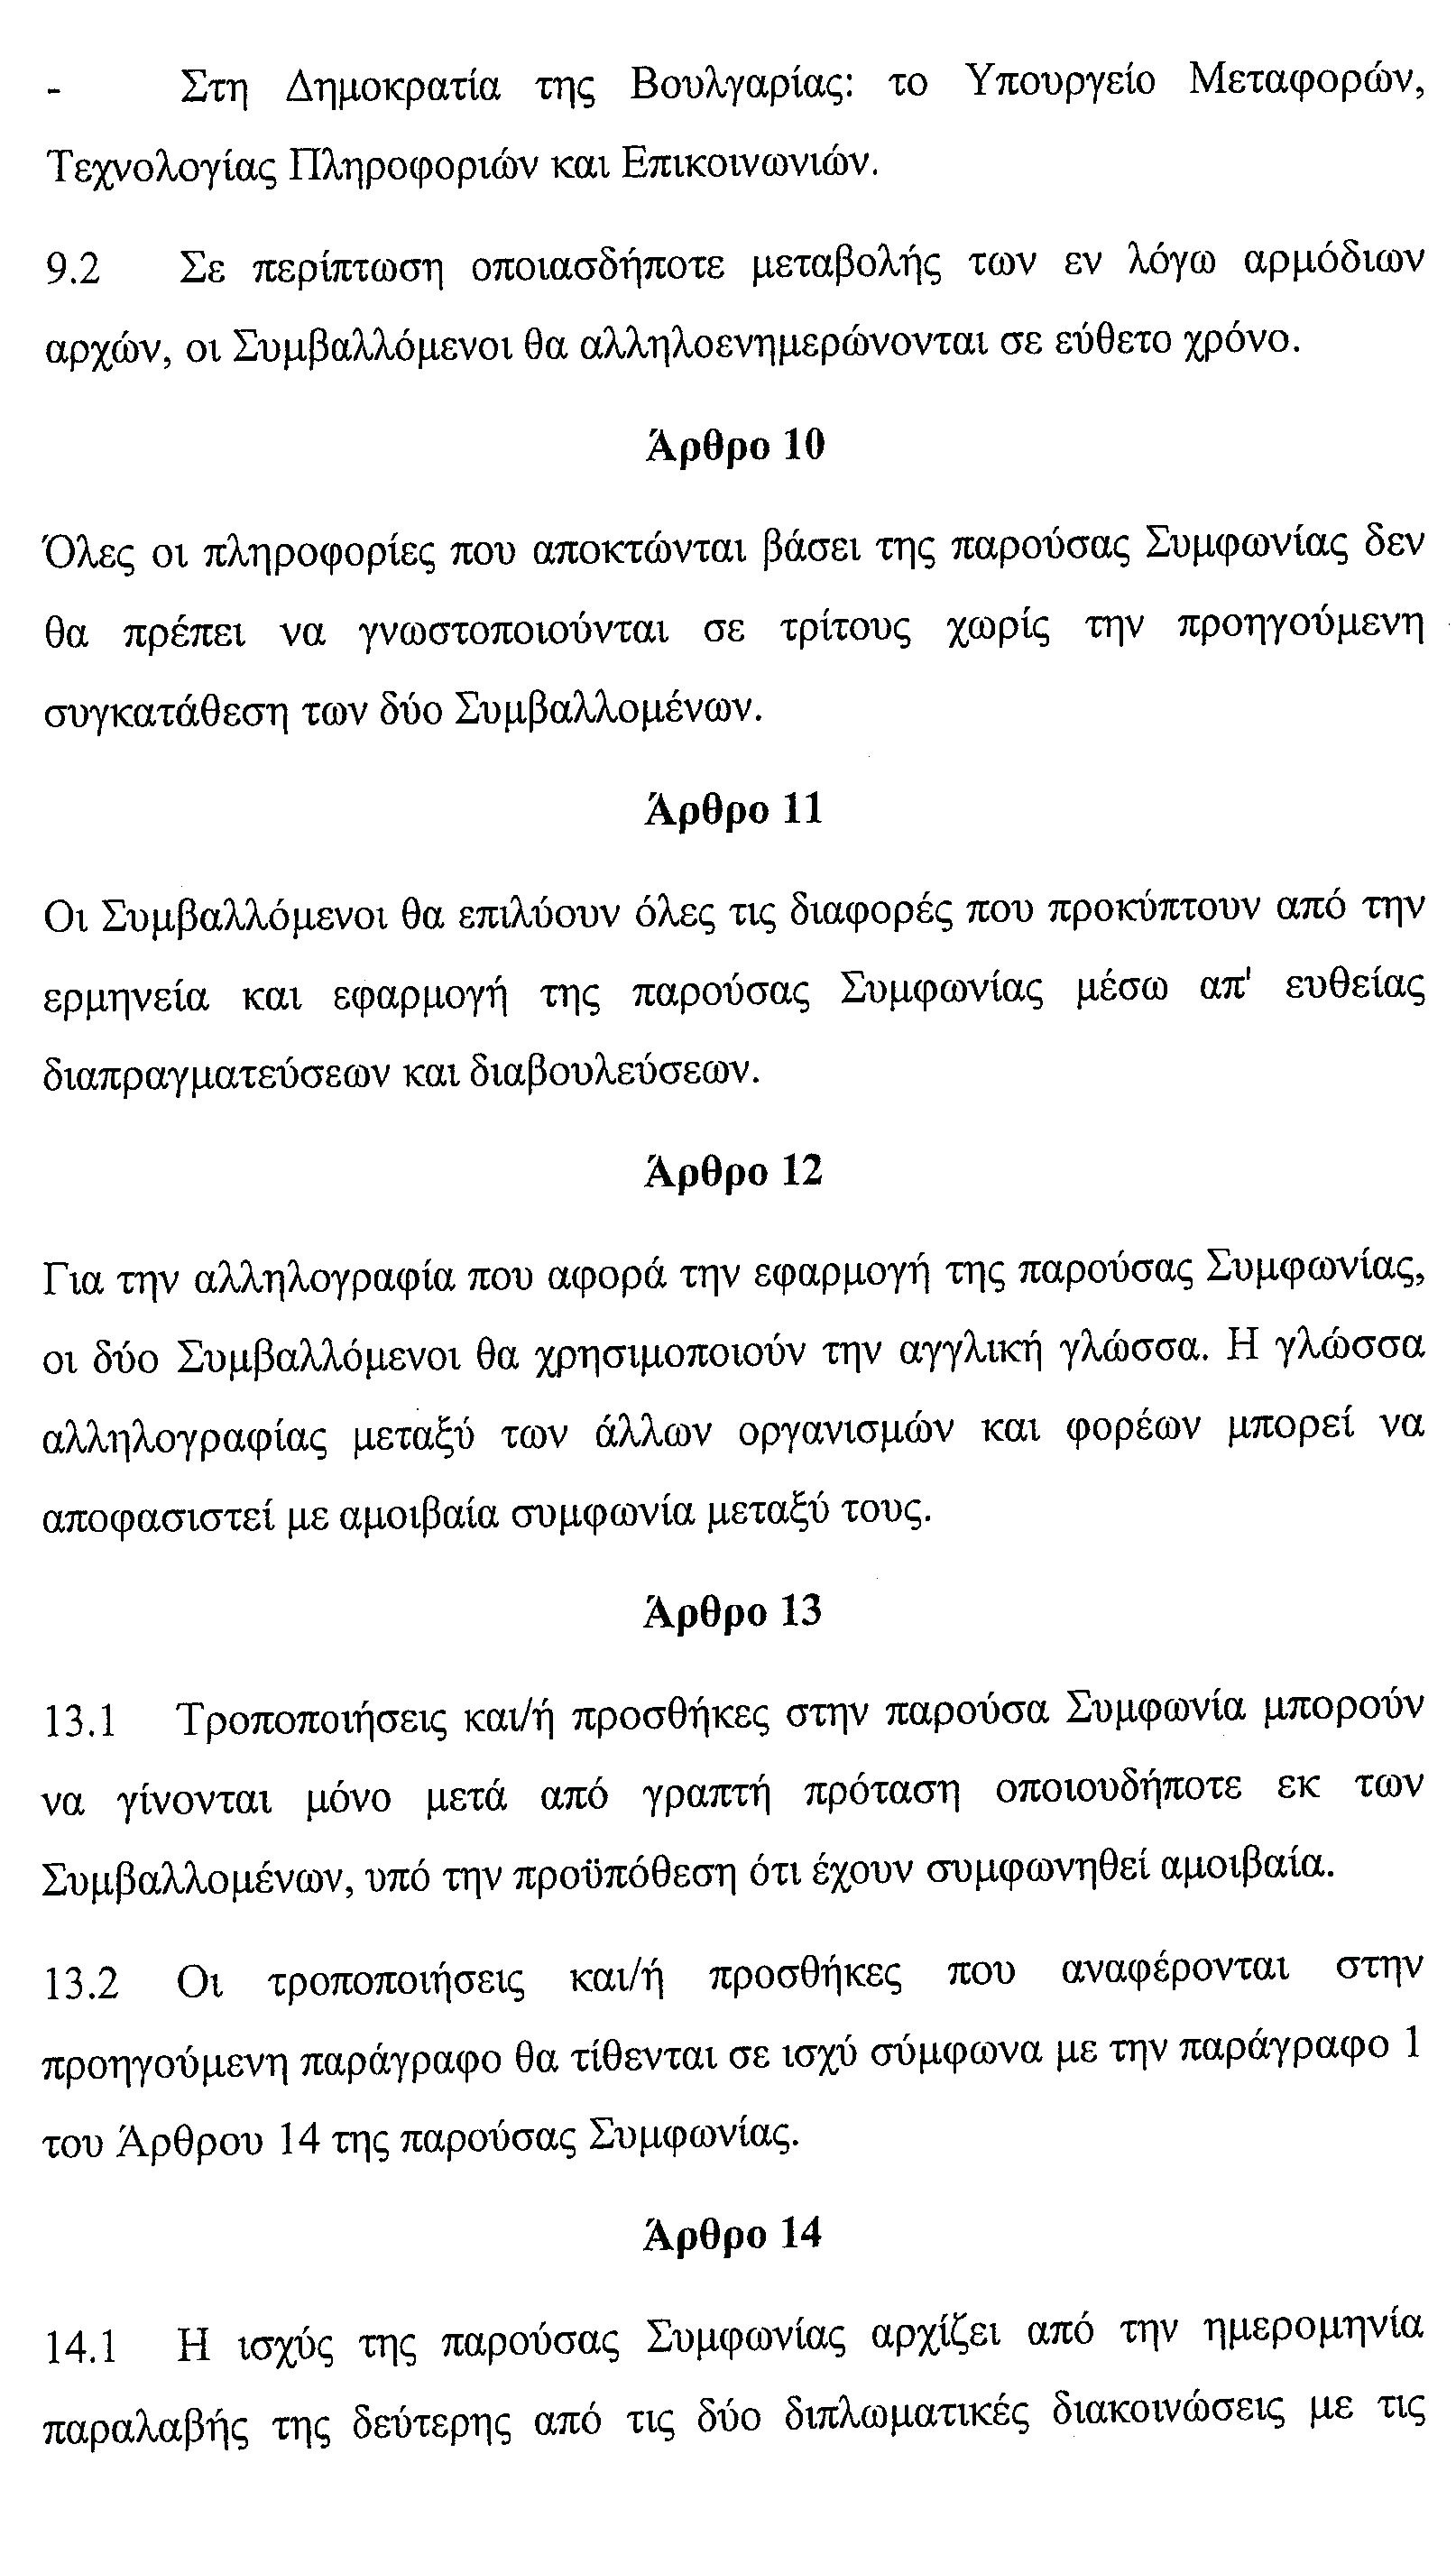 - Στη Δημοκρατία της Βουλγαρίας: το Υπουργείο Μεταφορών,
Τεχνολογίας Πληροφοριών και Επικοινωνιών.
9.2 Σε περίπτωση οποιασδήποτε μεταβολής των εν λόγω αρμόδιων
αρχών, οι Συμβαλλόμενοι θα αλληλοενημερώνονται σε εύθετο χρόνο.
Άρθρο 10
Όλες οι πληροφορίες που αποκτώνται βάσει της παρούσας Συμφωνίας δεν
θα πρέπει να γνωστοποιούνται σε τρίτους χωρίς την προηγούμενη
συγκατάθεση των δύο Συμβαλλομένων.
Άρθρο 11
Οι Συμβαλλόμενοι θα επιλύουν όλες τις διαφορές που προκύπτουν από την
ερμηνεία και εφαρμογή της παρούσας Συμφωνίας μέσω απ' ευθείας
διαπραγματεύσεων και διαβουλεύσεων.
Άρθρο 12
Για την αλληλογραφία που αφορά την εφαρμογή της παρούσας Συμφωνίας,
οι δύο Συμβαλλόμενοι θα χρησιμοποιούν την αγγλική γλώσσα. Η γλώσσα
αλληλογραφίας μεταξύ των άλλων οργανισμών και φορέων μπορεί να
αποφασιστεί με αμοιβαία συμφωνία μεταξύ τους.
Άρθρο 13
13.1 Τροποποιήσεις και/ή προσθήκες στην παρούσα Συμφωνία μπορούν
να γίνονται μόνο μετά από γραπτή πρόταση οποιουδήποτε εκ των
Συμβαλλομένων, υπό την προϋπόθεση ότι έχουν συμφωνηθεί αμοιβαία.
13.2 Οι τροποποιήσεις και/ή προσθήκες που αναφέρονται στην
προηγούμενη παράγραφο θα τίθενται σε ισχύ σύμφωνα με την παράγραφο 1
του Άρθρου 14 της παρούσας Συμφωνίας.
Άρθρο 14
14.1 Η ισχύς της παρούσας Συμφωνίας αρχίζει από την ημερομηνία
παραλαβής της δεύτερης από τις δύο διπλωματικές διακοινώσεις με τις